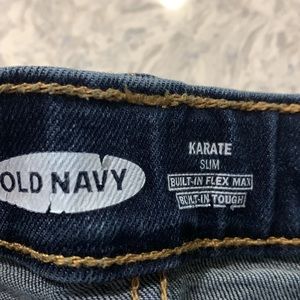 OLD NAVY
KARATE
SLIM
BUILT-IN FLEX MAX
BUILT-IN TOUGH